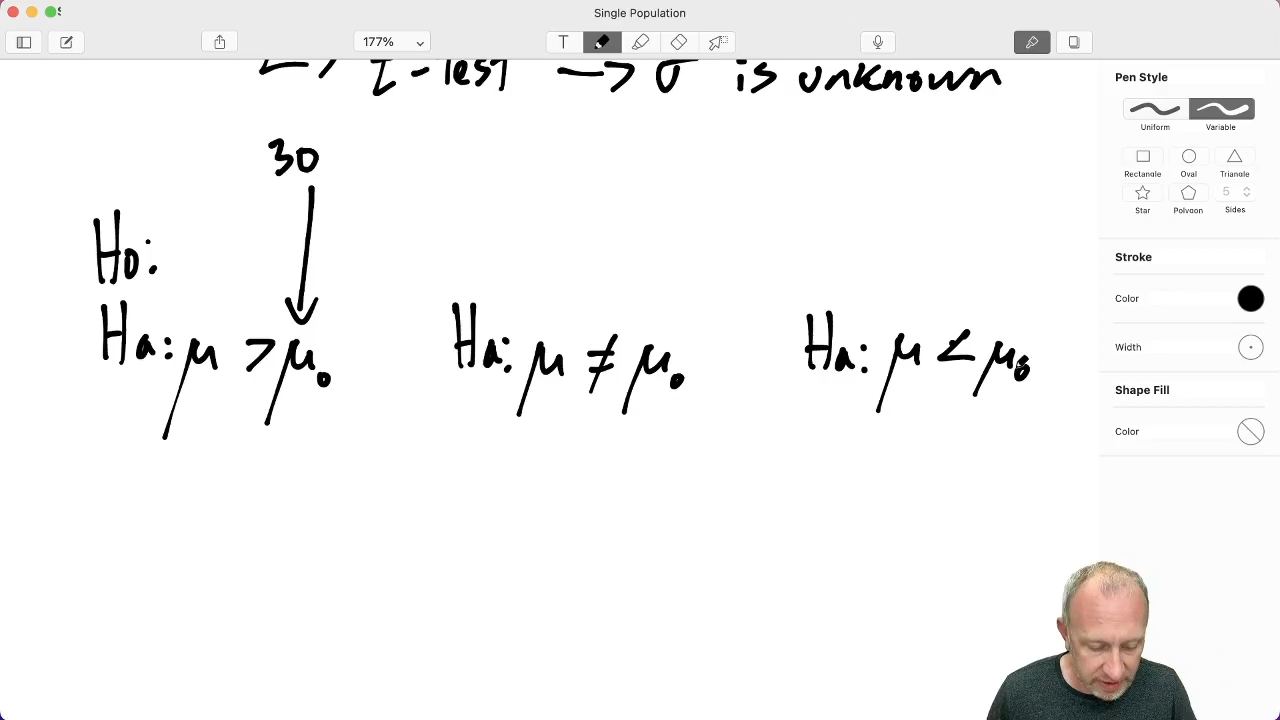 Single Population
177%
T
Pen Style
Uniform Variable
Rectangle Oval Triangle
Star Polygon 5 Sides
Stroke
Color
Width
Shape Fill
Color
t-Test → σ is unknown
30
Ho:
Ha: μ > μ₀ Ha: μ ≠ μ₀ Ha: μ < μ₀